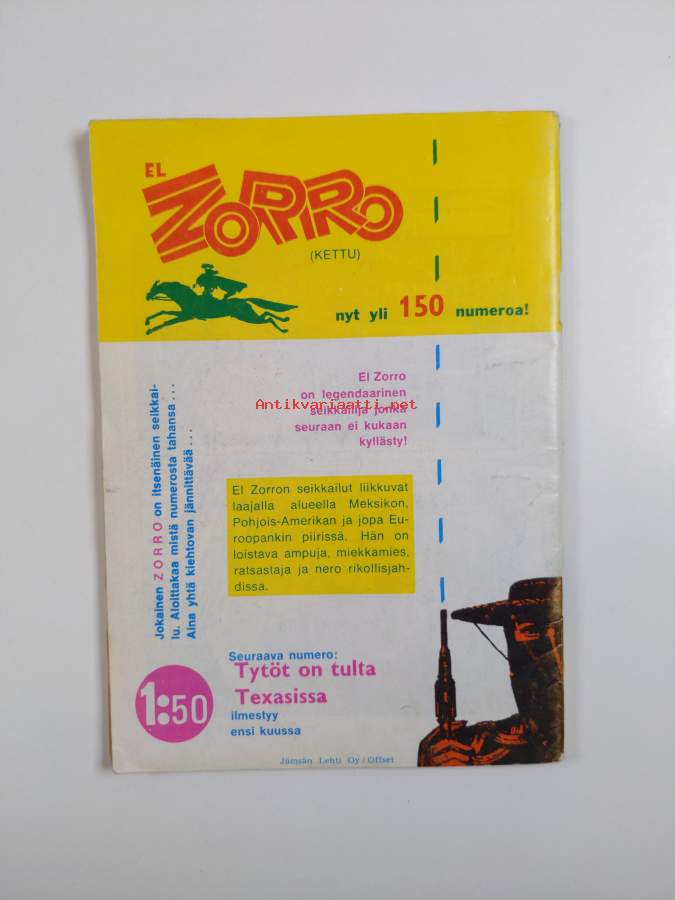 EL
ZORRO
(KETTU)
nyt yli 150 numeroa!
El Zorro
on legendaarinen
seikkailija jonka
seuraan ei kukaan
kyllästy!
Antikvariaatti.net
Jokainen ZORRO on itsenäinen seikkai-
lu. Aloittakaa mistä numerosta tahansa...
Aina yhtä kiehtovan jännittävää...
El Zorron seikkailut liikkuvat
laajalla alueella Meksikon,
Pohjois-Amerikan ja jopa Eu-
roopankin piirissä. Hän on
loistava ampuja, miekkamies,
ratsastaja ja nero rikollisjah-
dissa.
Seuraava numero:
Tytöt on tulta
Texasissa
ilmestyy
ensi kuussa
1:50
Jämsän Lehti Oy / Offset